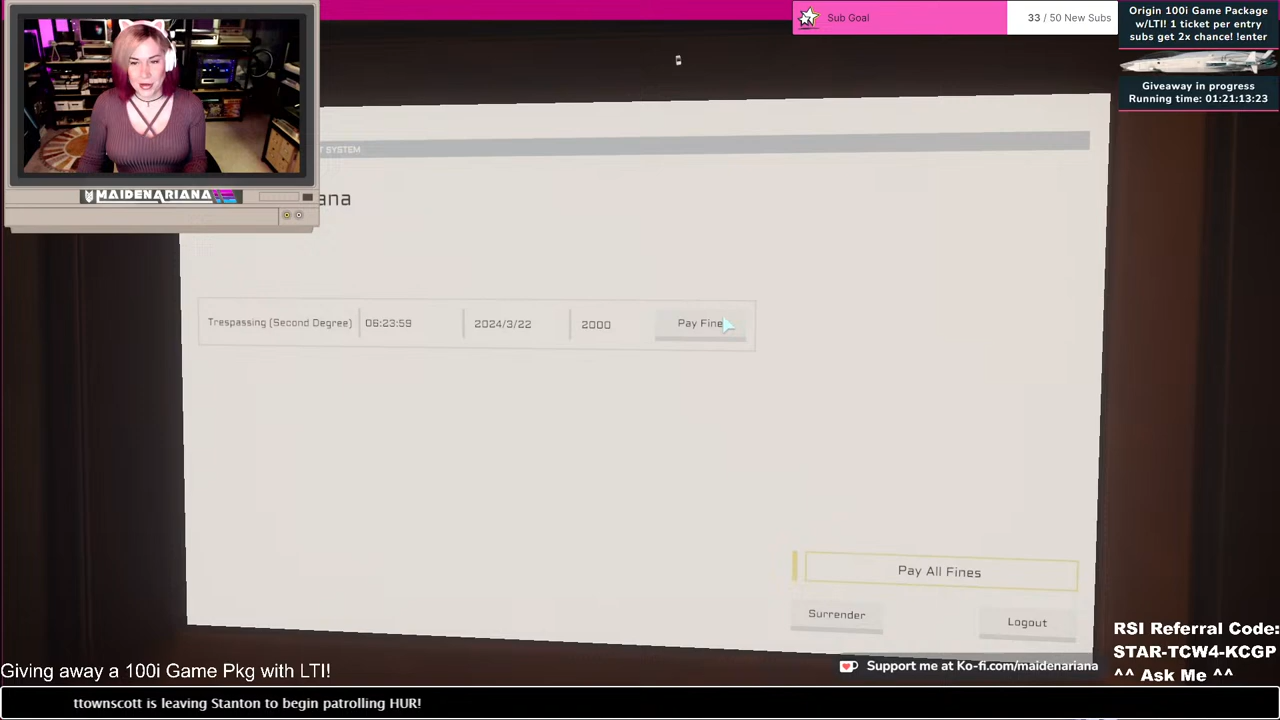 Sub Goal
33 / 50 New Subs
Origin 100i Game Package
w/LTI! 1 ticket per entry
subs get 2x chance! !enter
Giveaway in progress
Running time: 01:21:13:23
T SYSTEM
MAIDENARIANA
ana
Trespassing (Second Degree)
06:23:59
2024/3/22
2000
Pay Fine
Pay All Fines
Surrender
Logout
RSI Referral Code:
STAR-TCW4-KCGP
^^ Ask Me ^^
Support me at Ko-fi.com/maidenariana
Giving away a 100i Game Pkg with LTI!
ttownscott is leaving Stanton to begin patrolling HUR!